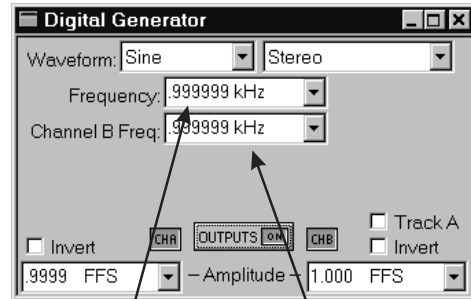 Digital Generator
Waveform: Sine Stereo
Frequency: .999999 kHz
Channel B Freq: .999999 kHz
Track A
Invert CHA OUTPUTS ON CHB Invert
.9999 FFS – Amplitude – 1.000 FFS